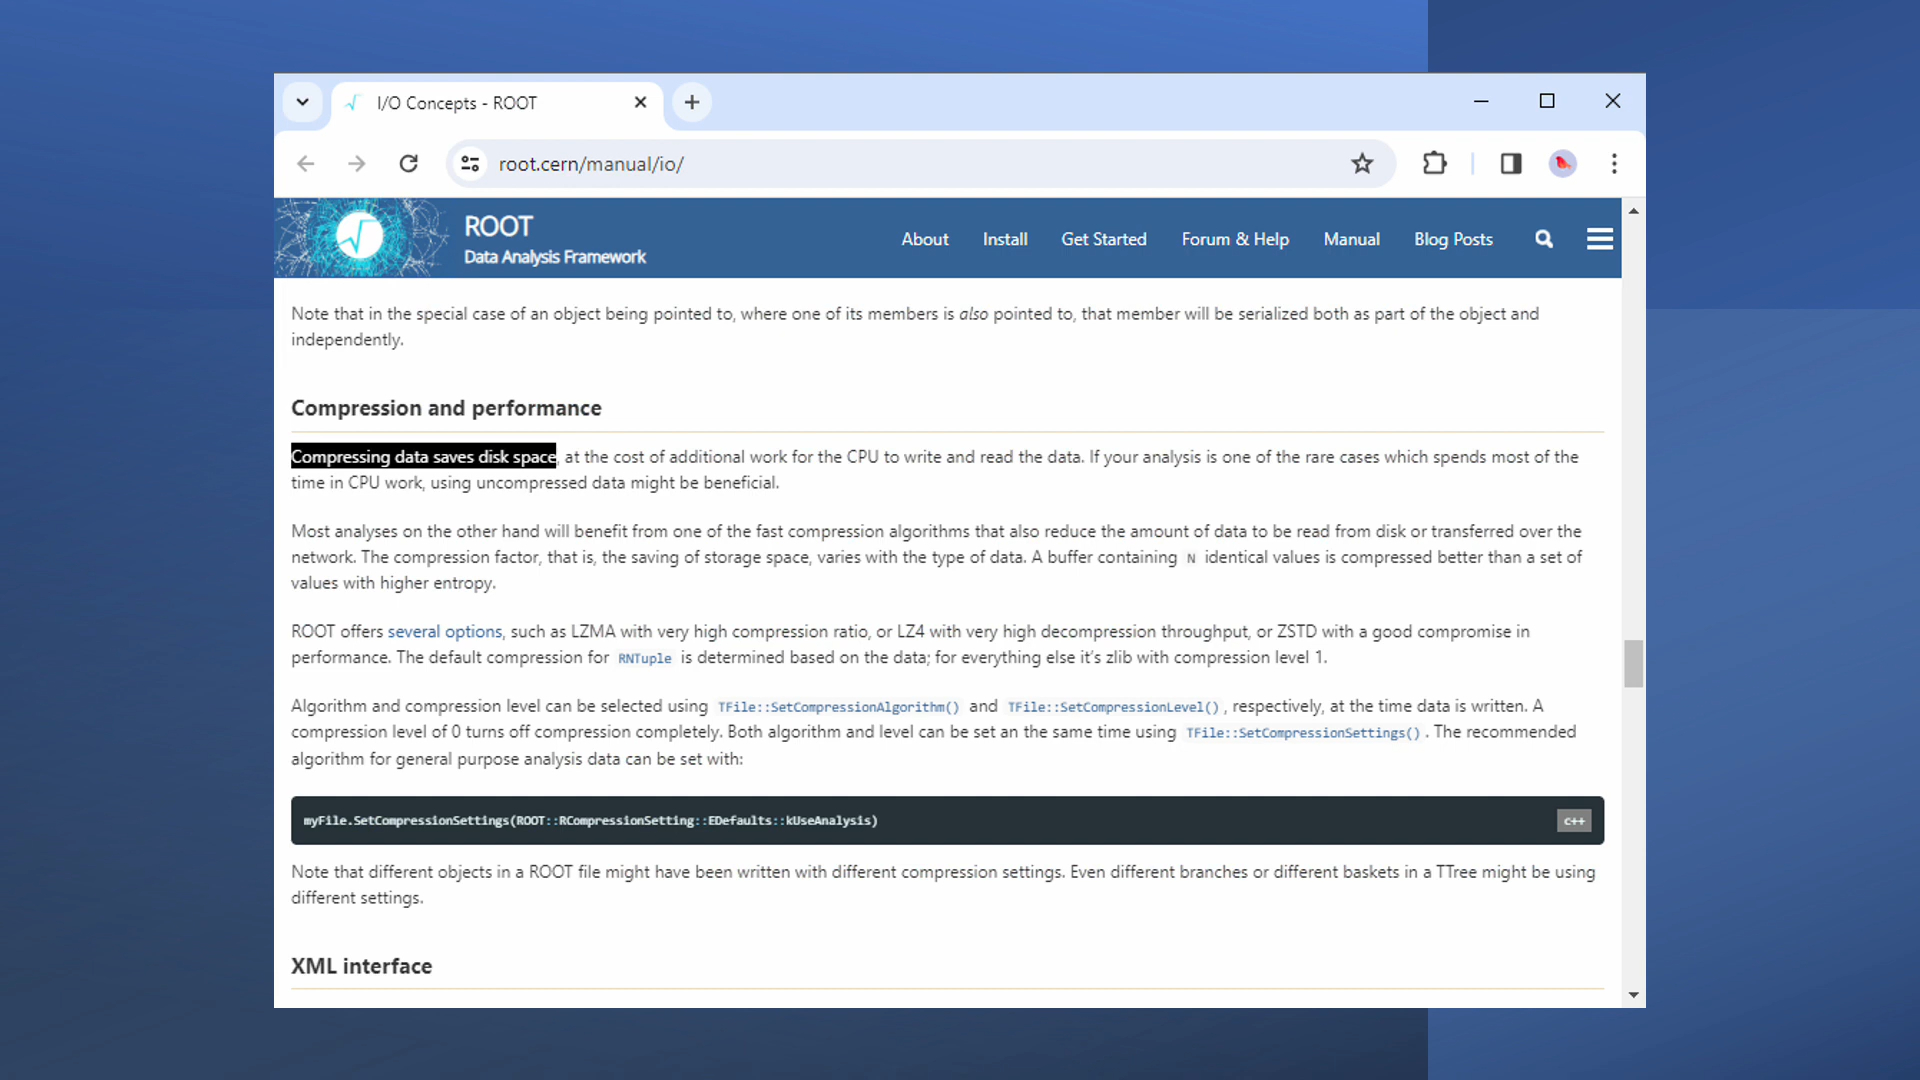 I/O Concepts - ROOT
root.cern/manual/io/
ROOT
Data Analysis Framework
About Install Get Started Forum & Help Manual Blog Posts
Note that in the special case of an object being pointed to, where one of its members is also pointed to, that member will be serialized both as part of the object and
independently.
Compression and performance
Compressing data saves disk space, at the cost of additional work for the CPU to write and read the data. If your analysis is one of the rare cases which spends most of the
time in CPU work, using uncompressed data might be beneficial.
Most analyses on the other hand will benefit from one of the fast compression algorithms that also reduce the amount of data to be read from disk or transferred over the
network. The compression factor, that is, the saving of storage space, varies with the type of data. A buffer containing N identical values is compressed better than a set of
values with higher entropy.
ROOT offers several options, such as LZMA with very high compression ratio, or LZ4 with very high decompression throughput, or ZSTD with a good compromise in
performance. The default compression for RNTuple is determined based on the data; for everything else it's zlib with compression level 1.
Algorithm and compression level can be selected using TFile::SetCompressionAlgorithm() and TFile::SetCompressionLevel(), respectively, at the time data is written. A
compression level of 0 turns off compression completely. Both algorithm and level can be set an the same time using TFile::SetCompressionSettings(). The recommended
algorithm for general purpose analysis data can be set with:
myFile.SetCompressionSettings(ROOT::RCompressionSetting::EDefaults::kUseAnalysis)
c++
Note that different objects in a ROOT file might have been written with different compression settings. Even different branches or different baskets in a TTree might be using
different settings.
XML interface